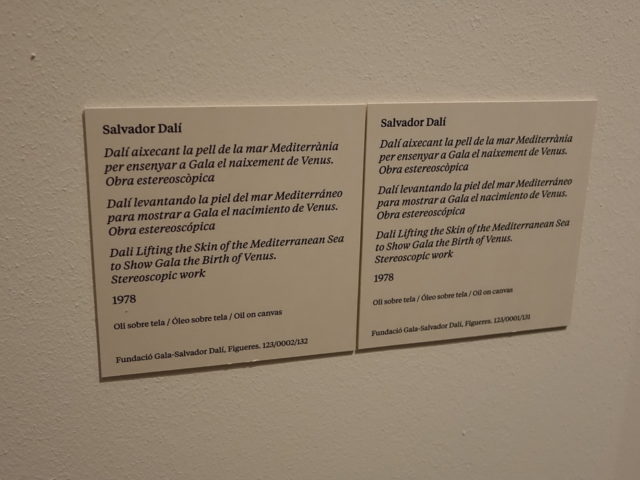 Salvador Dalí
Dalí aixecant la pell de la mar Mediterrània
per ensenyar a Gala el naixement de Venus.
Obra estereoscòpica
Dalí levantando la piel del mar Mediterráneo
para mostrar a Gala el nacimiento de Venus.
Obra estereoscópica
Dalí Lifting the Skin of the Mediterranean Sea
to Show Gala the Birth of Venus.
Stereoscopic work
1978
Oli sobre tela / Óleo sobre tela / Oil on canvas
Fundació Gala-Salvador Dalí, Figueres. 123/0002/132
Salvador Dalí
Dalí aixecant la pell de la mar Mediterrània
per ensenyar a Gala el naixement de Venus.
Obra estereoscòpica
Dalí levantando la piel del mar Mediterráneo
para mostrar a Gala el nacimiento de Venus.
Obra estereoscópica
Dalí Lifting the Skin of the Mediterranean Sea
to Show Gala the Birth of Venus.
Stereoscopic work
1978
Oli sobre tela / Óleo sobre tela / Oil on canvas
Fundació Gala-Salvador Dalí, Figueres. 123/0001/131